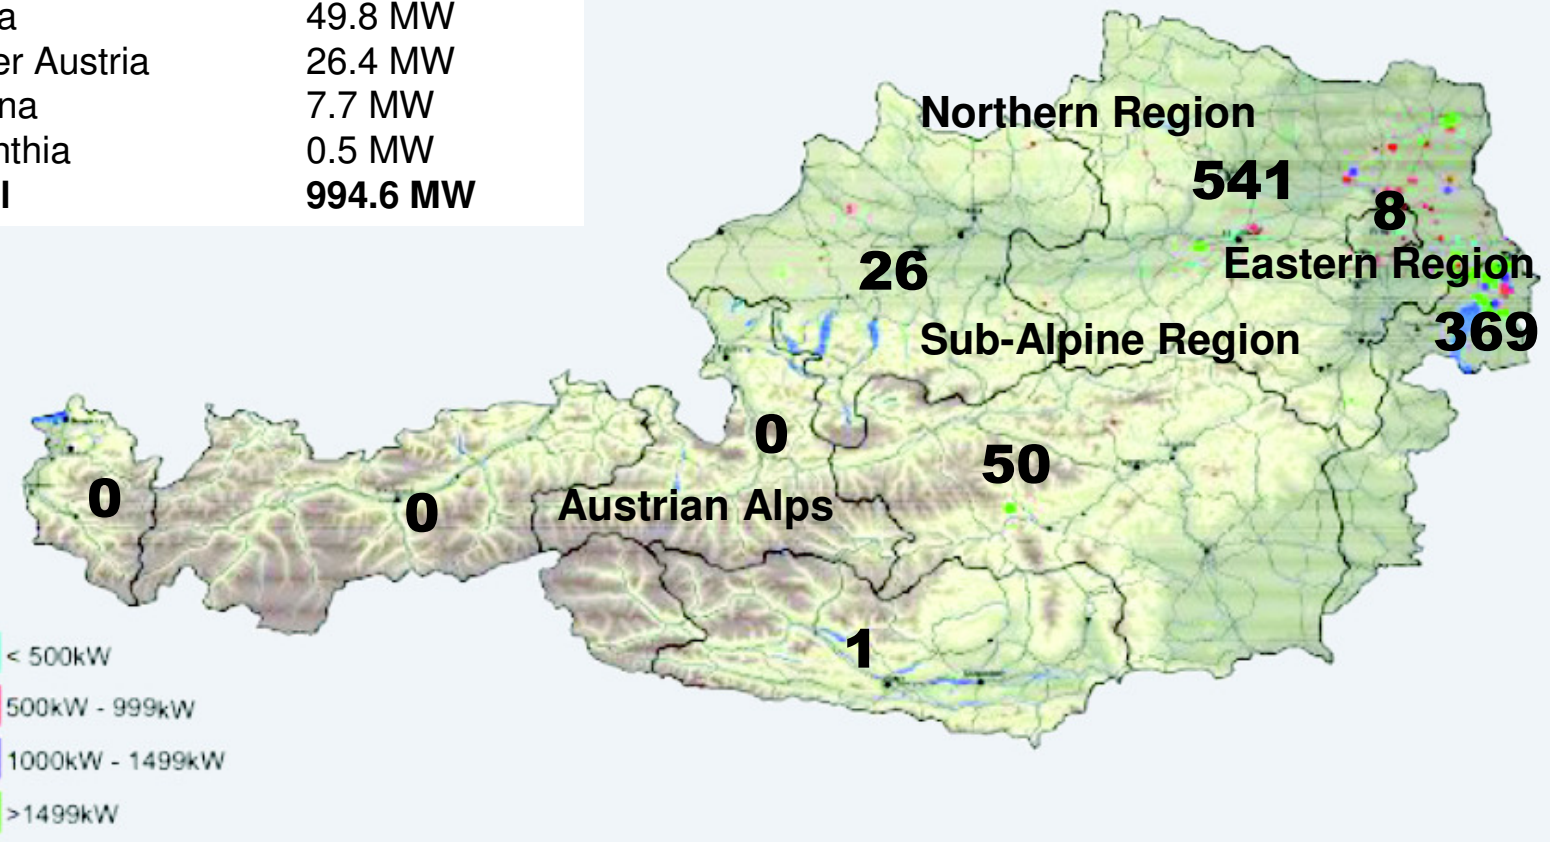 a 49.8 MW
er Austria 26.4 MW
na 7.7 MW
nthia 0.5 MW
l 994.6 MW
Northern Region
541
8
26
Eastern Region
369
Sub-Alpine Region
0
50
0
0
Austrian Alps
1
< 500kW
500kW - 999kW
1000kW - 1499kW
>1499kW